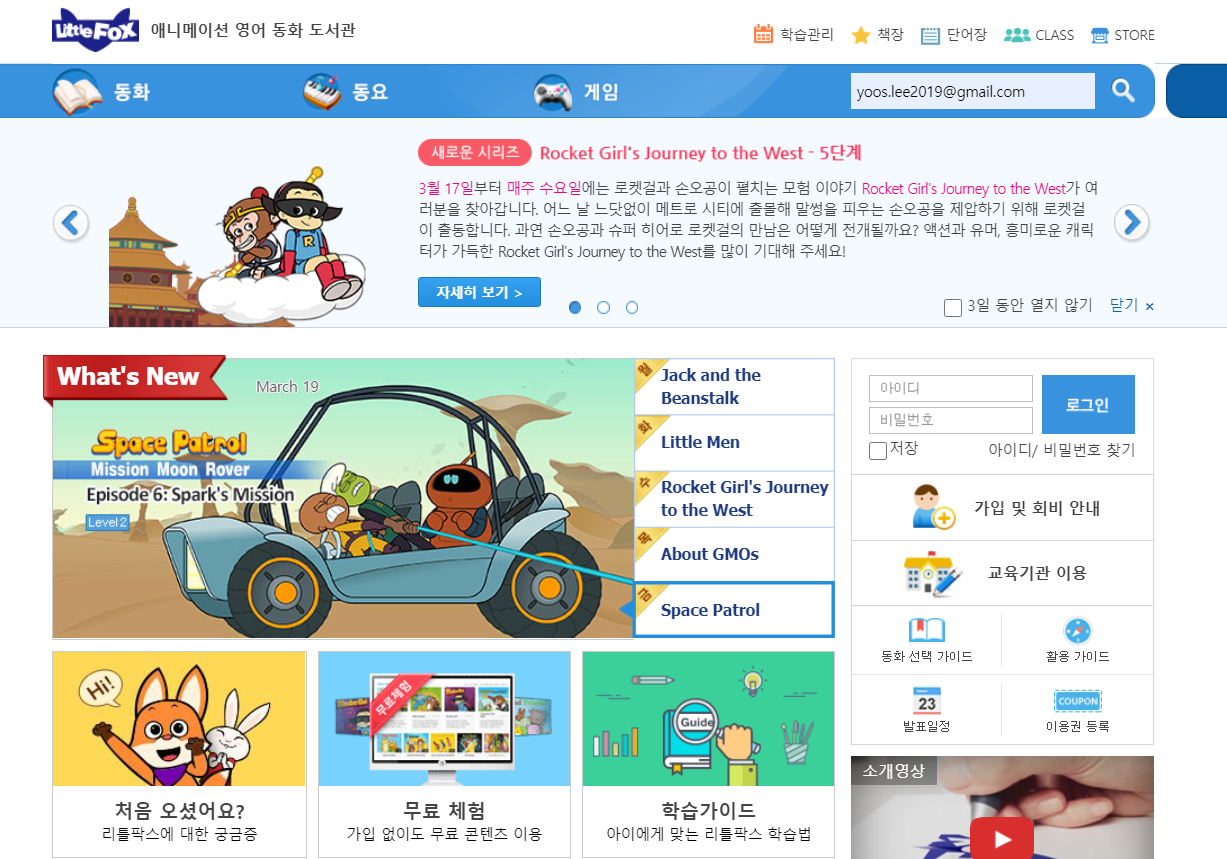 Little Fox
애니메이션 영어 동화 도서관
학습관리
책장
단어장
CLASS
STORE
동화
동요
게임
yoos.lee2019@gmail.com
새로운 시리즈 Rocket Girl's Journey to the West - 5단계
3월 17일부터 매주 수요일에는 로켓걸과 손오공이 펼치는 모험 이야기 Rocket Girl's Journey to the West가 여
러분을 찾아갑니다. 어느 날 느닷없이 메트로 시티에 출몰해 말썽을 피우는 손오공을 제압하기 위해 로켓걸
이 출동합니다. 과연 손오공과 슈퍼 히어로 로켓걸의 만남은 어떻게 전개될까요? 액션과 유머, 흥미로운 캐릭
터가 가득한 Rocket Girl's Journey to the West를 많이 기대해 주세요!
R
자세히 보기 >
3일 동안 열지 않기
닫기 ×
What's New
March 19
Space Patrol
Mission Moon Rover
Episode 6: Spark's Mission
Level 2
월
Jack and the
Beanstalk
화
Little Men
수
Rocket Girl's Journey
to the West
목
About GMOs
금
Space Patrol
아이디
비밀번호
로그인
저장
아이디/ 비밀번호 찾기
가입 및 회비 안내
교육기관 이용
동화 선택 가이드
활용 가이드
23
발표일정
COUPON
이용권 등록
소개영상
Hi!
처음 오셨어요?
리틀팍스에 대한 궁금증
무료체험
무료 체험
가입 없이도 무료 콘텐츠 이용
Guide
학습가이드
아이에게 맞는 리틀팍스 학습법